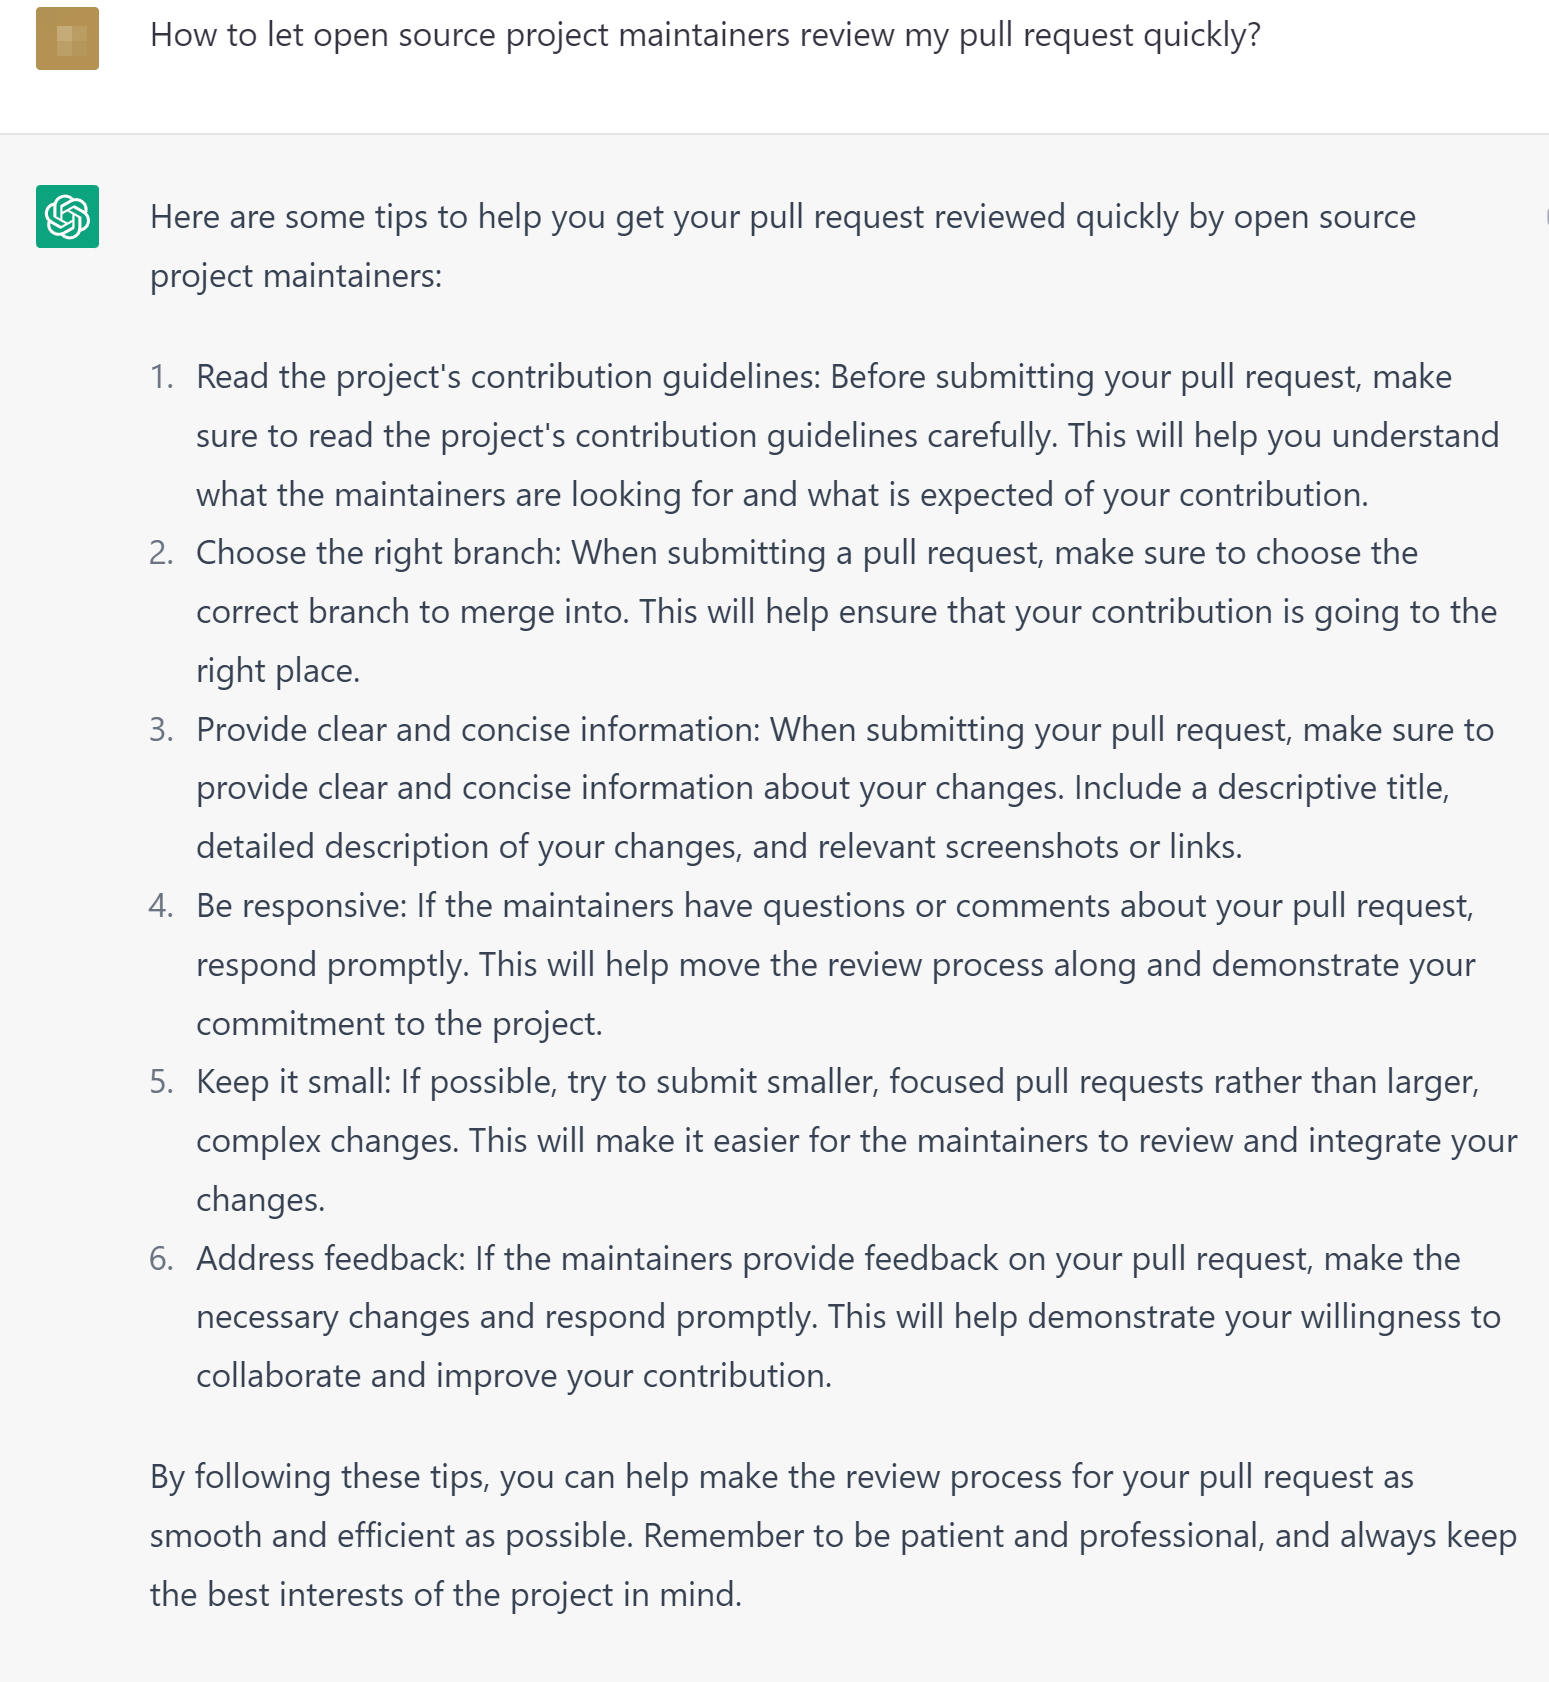 How to let open source project maintainers review my pull request quickly?
Here are some tips to help you get your pull request reviewed quickly by open source
project maintainers:
1. Read the project's contribution guidelines: Before submitting your pull request, make
sure to read the project's contribution guidelines carefully. This will help you understand
what the maintainers are looking for and what is expected of your contribution.
2. Choose the right branch: When submitting a pull request, make sure to choose the
correct branch to merge into. This will help ensure that your contribution is going to the
right place.
3. Provide clear and concise information: When submitting your pull request, make sure to
provide clear and concise information about your changes. Include a descriptive title,
detailed description of your changes, and relevant screenshots or links.
4. Be responsive: If the maintainers have questions or comments about your pull request,
respond promptly. This will help move the review process along and demonstrate your
commitment to the project.
5. Keep it small: If possible, try to submit smaller, focused pull requests rather than larger,
complex changes. This will make it easier for the maintainers to review and integrate your
changes.
6. Address feedback: If the maintainers provide feedback on your pull request, make the
necessary changes and respond promptly. This will help demonstrate your willingness to
collaborate and improve your contribution.
By following these tips, you can help make the review process for your pull request as
smooth and efficient as possible. Remember to be patient and professional, and always keep
the best interests of the project in mind.